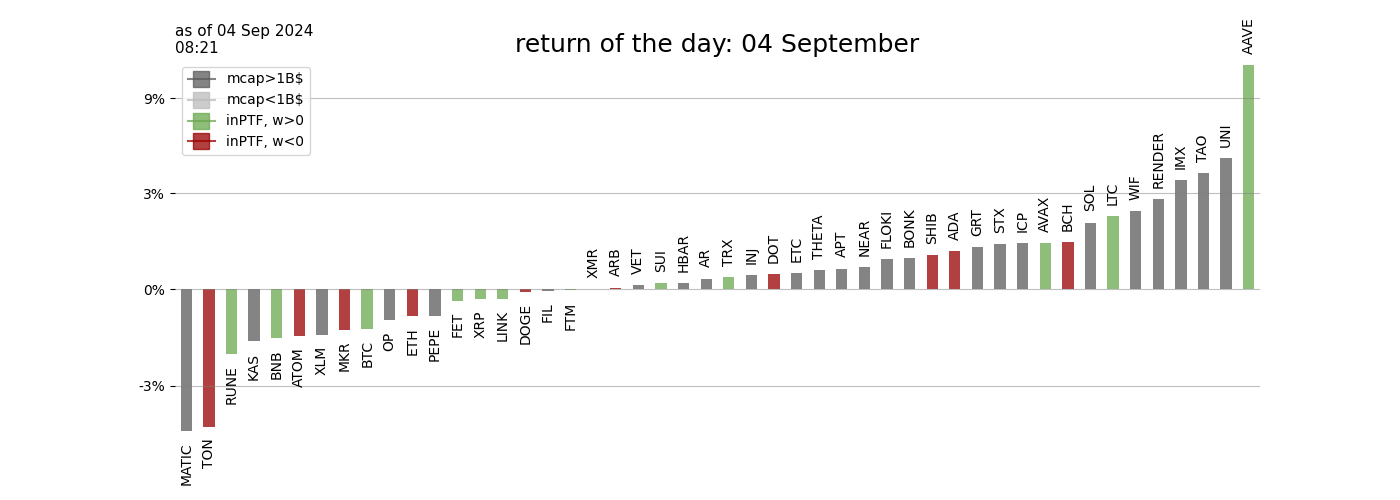 as of 04 Sep 2024
08:21
return of the day: 04 September
mcap>1B$
mcap<1B$
inPTF, w>0
inPTF, w<0
9%
3%
0%
-3%
MATIC
TON
RUNE
KAS
BNB
ATOM
XLM
MKR
BTC
OP
ETH
PEPE
FET
XRP
LINK
DOGE
FIL
FTM
XMR
ARB
VET
SUI
HBAR
AR
TRX
INJ
DOT
ETC
THETA
APT
NEAR
FLOKI
BONK
SHIB
ADA
GRT
STX
ICP
AVAX
BCH
SOL
LTC
WIF
RENDER
IMX
TAO
UNI
AAVE